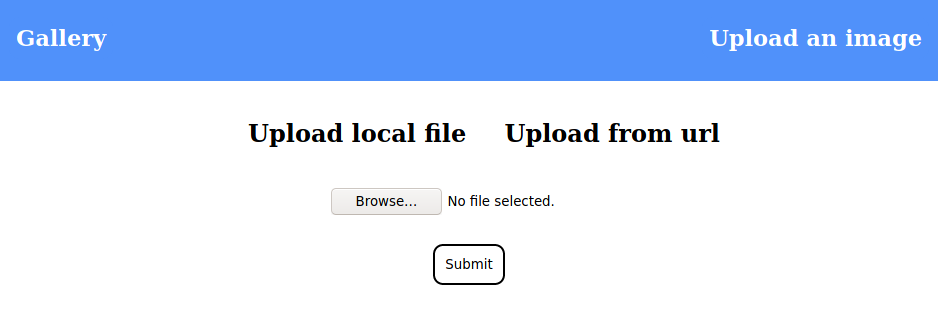 Gallery Upload an image
Upload local file Upload from url
Browse... No file selected.
Submit